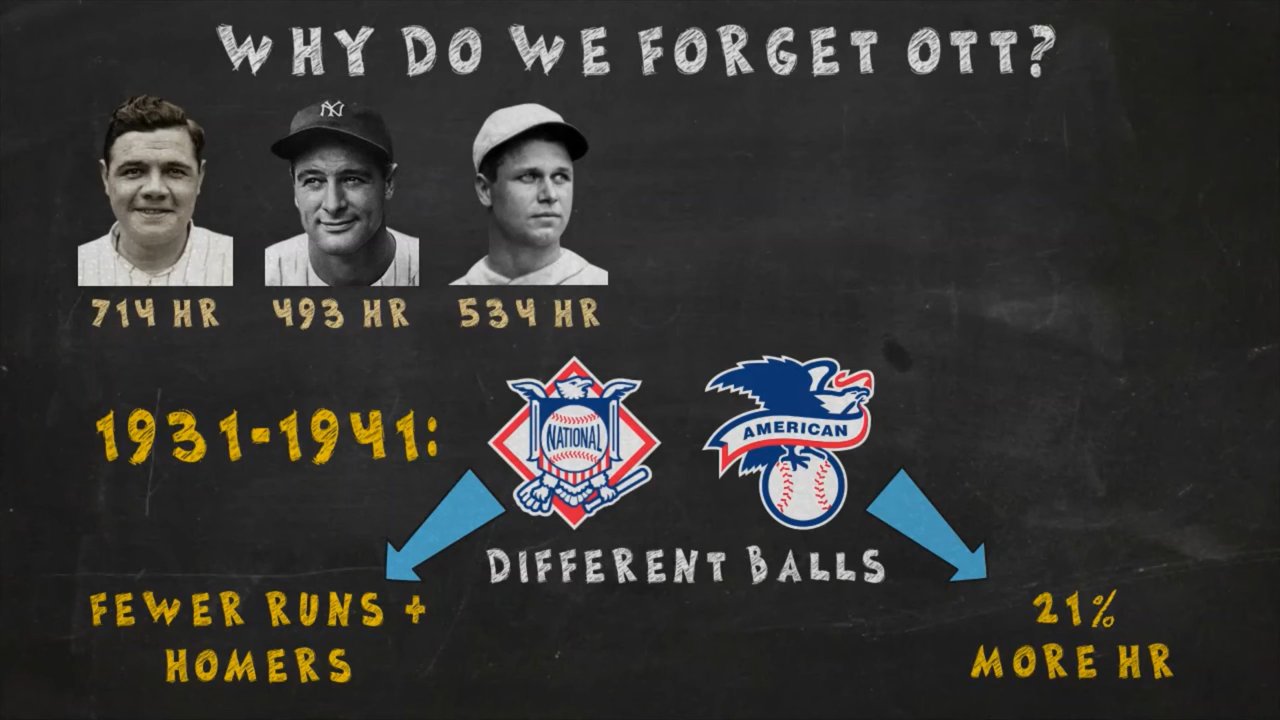 WHY DO WE FORGET OTT?
NY
714 HR
493 HR
534 HR
1931-1941:
NATIONAL
AMERICAN
DIFFERENT BALLS
FEWER RUNS +
HOMERS
21%
MORE HR